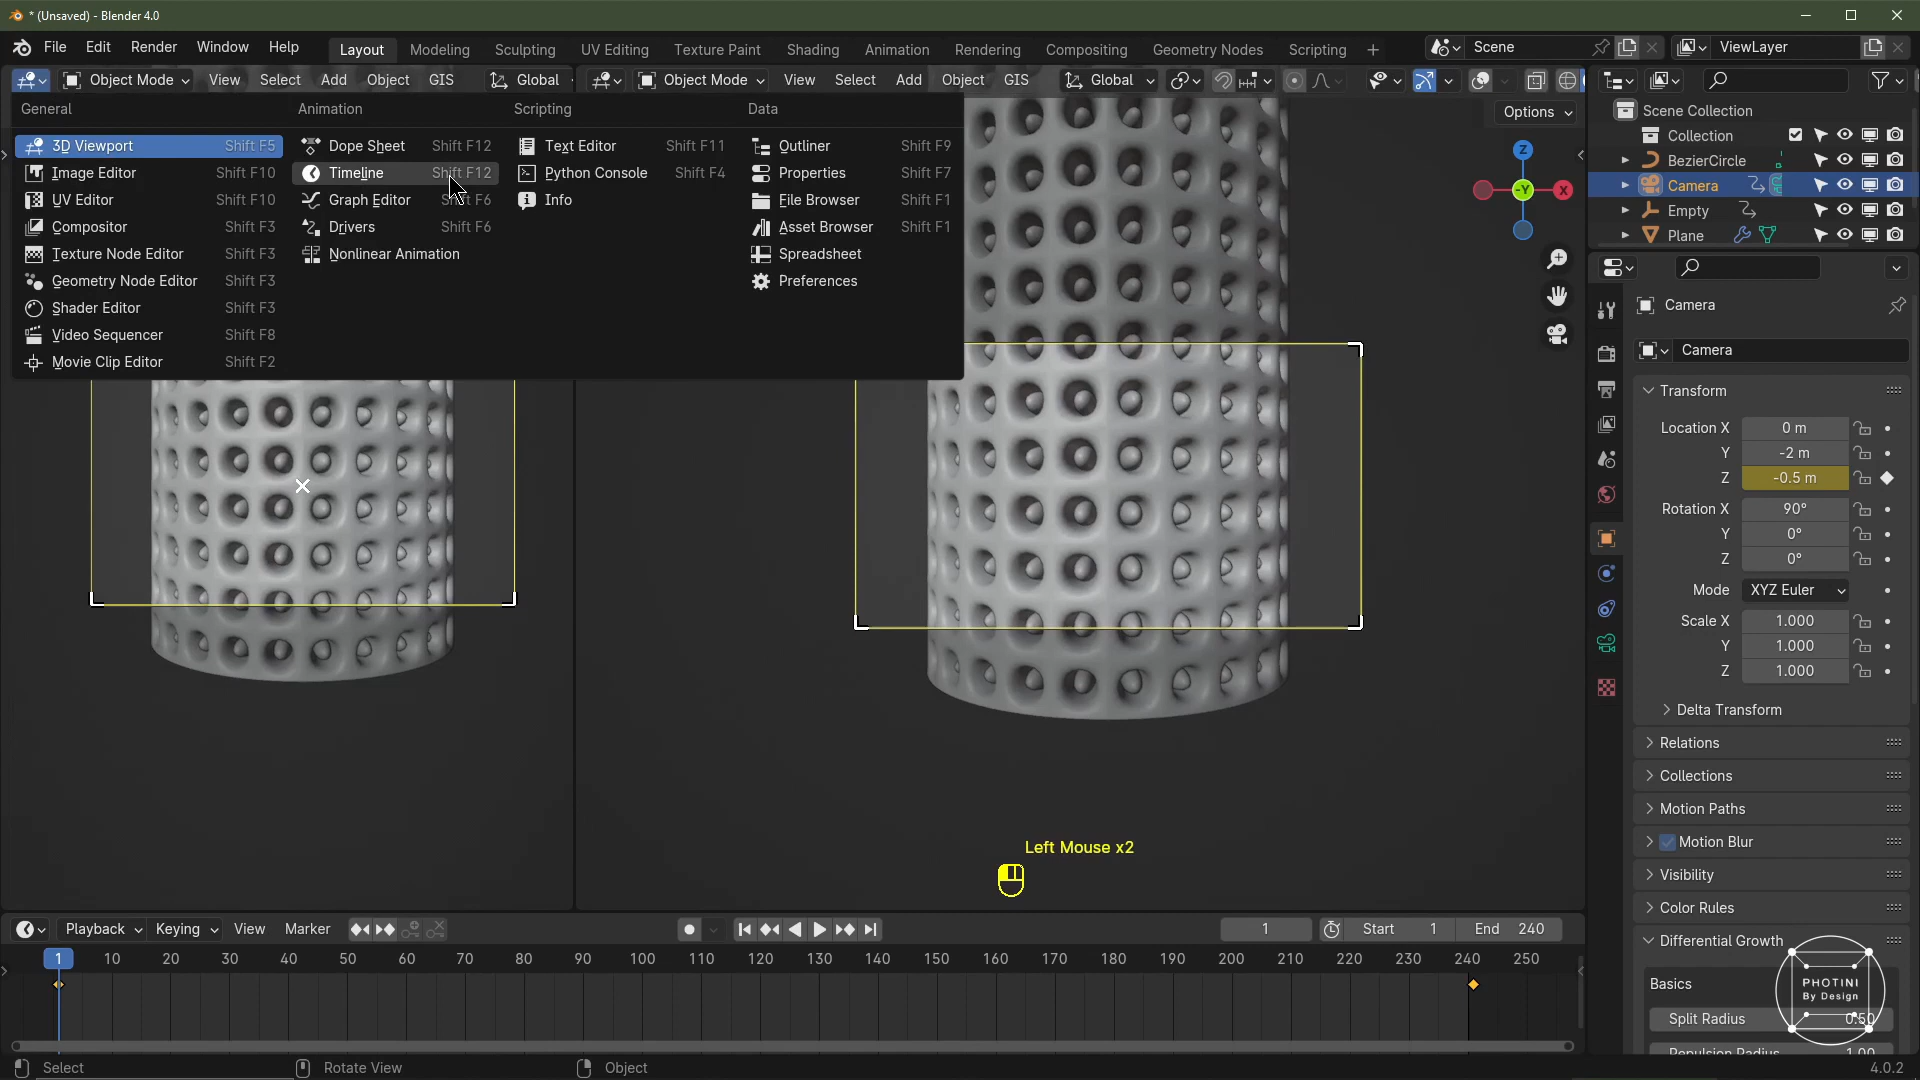 * (Unsaved) - Blender 4.0
File Edit Render Window Help Layout Modeling Sculpting UV Editing Texture Paint Shading Animation Rendering Compositing Geometry Nodes Scripting + Scene ViewLayer
Object Mode View Select Add Object GIS Global Object Mode View Select Add Object GIS Global
General Animation Scripting Data
3D Viewport Shift F5
Image Editor Shift F10
UV Editor Shift F10
Compositor Shift F3
Texture Node Editor Shift F3
Geometry Node Editor Shift F3
Shader Editor Shift F3
Video Sequencer Shift F8
Movie Clip Editor Shift F2
Dope Sheet Shift F12
Timeline Shift F12
Graph Editor Shift F6
Drivers Shift F6
Nonlinear Animation
Text Editor Shift F11
Python Console Shift F4
Info
Outliner Shift F9
Properties Shift F7
File Browser Shift F1
Asset Browser Shift F1
Spreadsheet
Preferences
Options
Z
-Y
X
Scene Collection
Collection
BezierCircle
Camera
Empty
Plane
Camera
Camera
Transform
Location X 0 m
Y -2 m
Z -0.5 m
Rotation X 90°
Y 0°
Z 0°
Mode XYZ Euler
Scale X 1.000
Y 1.000
Z 1.000
Delta Transform
Relations
Collections
Motion Paths
Motion Blur
Visibility
Color Rules
Differential Growth
Basics
Split Radius 0.50
Repulsion Radius 1.00
PHOTINI
By Design
Left Mouse x2
Playback Keying View Marker 1 Start 1 End 240
1 10 20 30 40 50 60 70 80 90 100 110 120 130 140 150 160 170 180 190 200 210 220 230 240 250
Select Rotate View Object 4.0.2